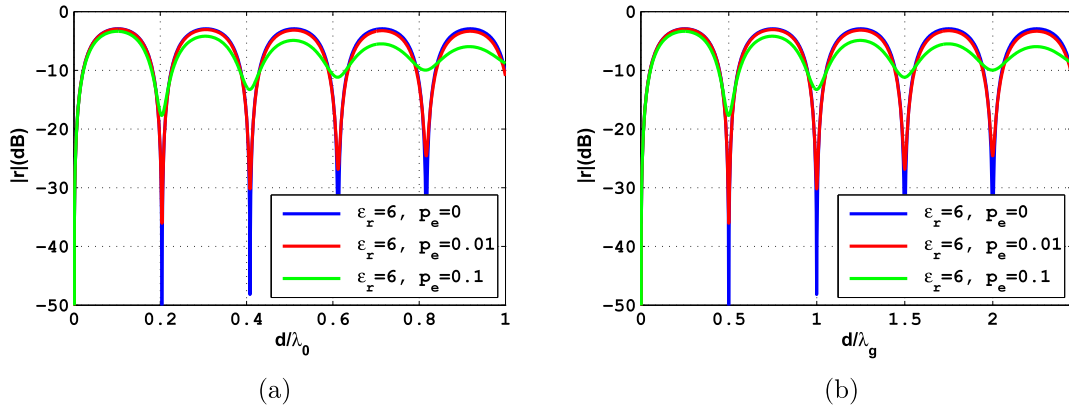 0
−10
−20
−30
−40
−50
|r|(dB)
0 0.2 0.4 0.6 0.8 1
d/λ₀
εᵣ=6, pₑ=0
εᵣ=6, pₑ=0.01
εᵣ=6, pₑ=0.1
(a)
0
−10
−20
−30
−40
−50
|r|(dB)
0 0.5 1 1.5 2
d/λg
εᵣ=6, pₑ=0
εᵣ=6, pₑ=0.01
εᵣ=6, pₑ=0.1
(b)